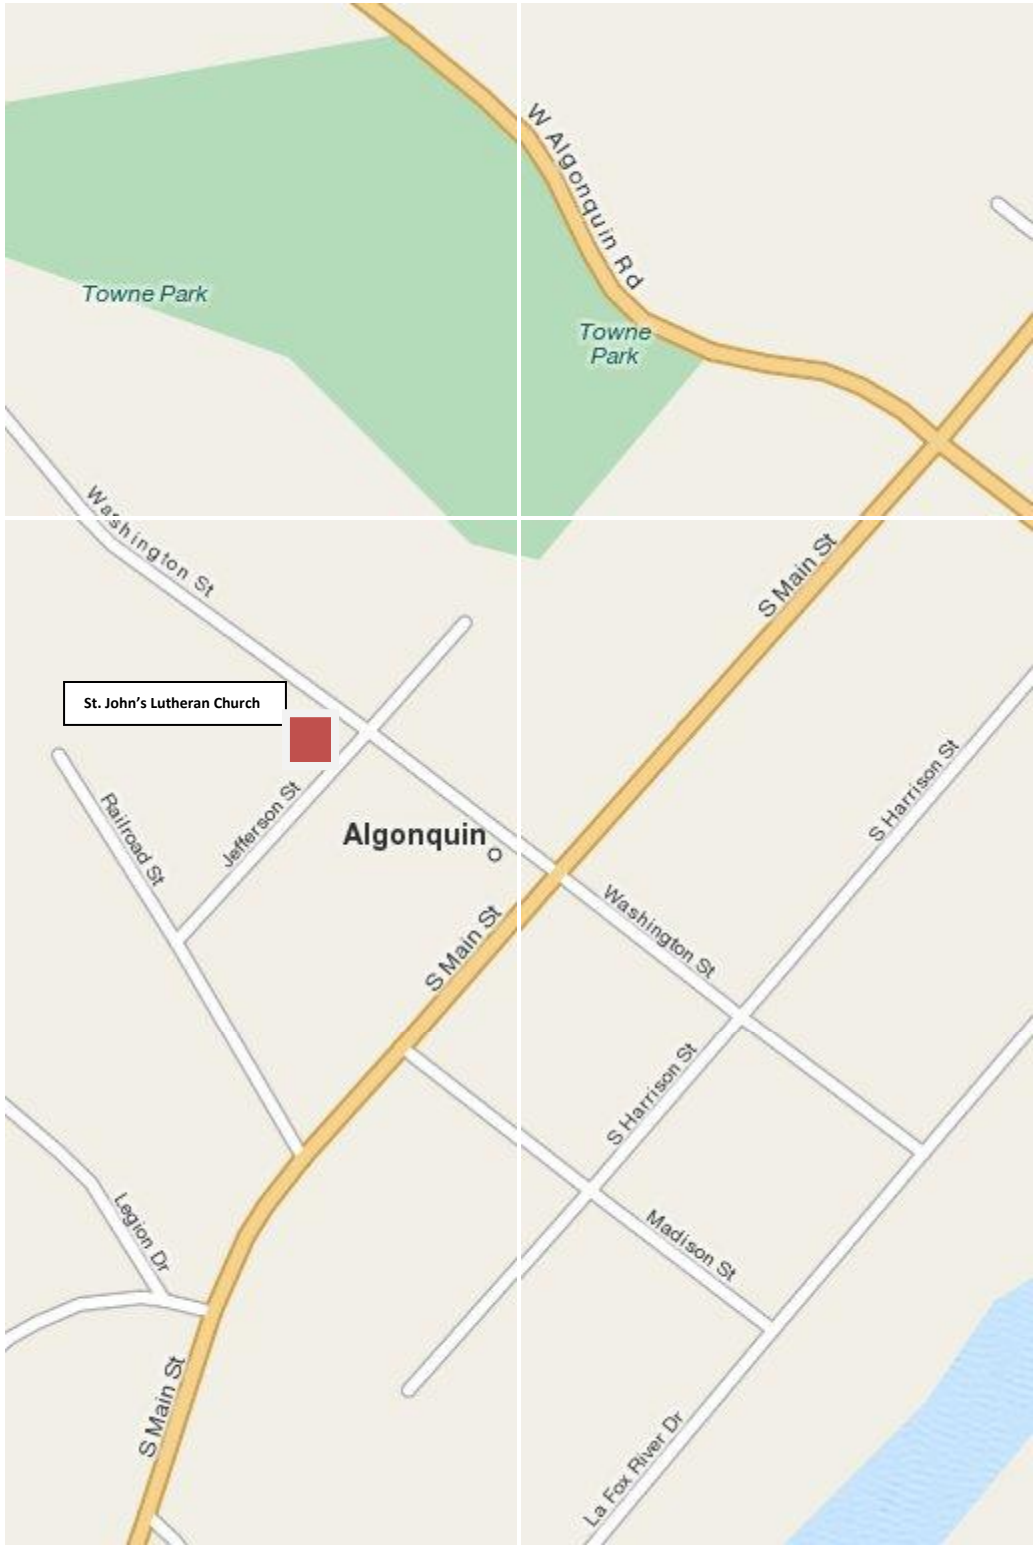 W Algonquin Rd
Towne Park
Towne
Park
Washington St
S Main St
St. John's Lutheran Church
S Harrison St
Railroad St
Jefferson St
Algonquin
Washington St
S Main St
S Harrison St
Legion Dr
Madison St
S Main St
La Fox River Dr